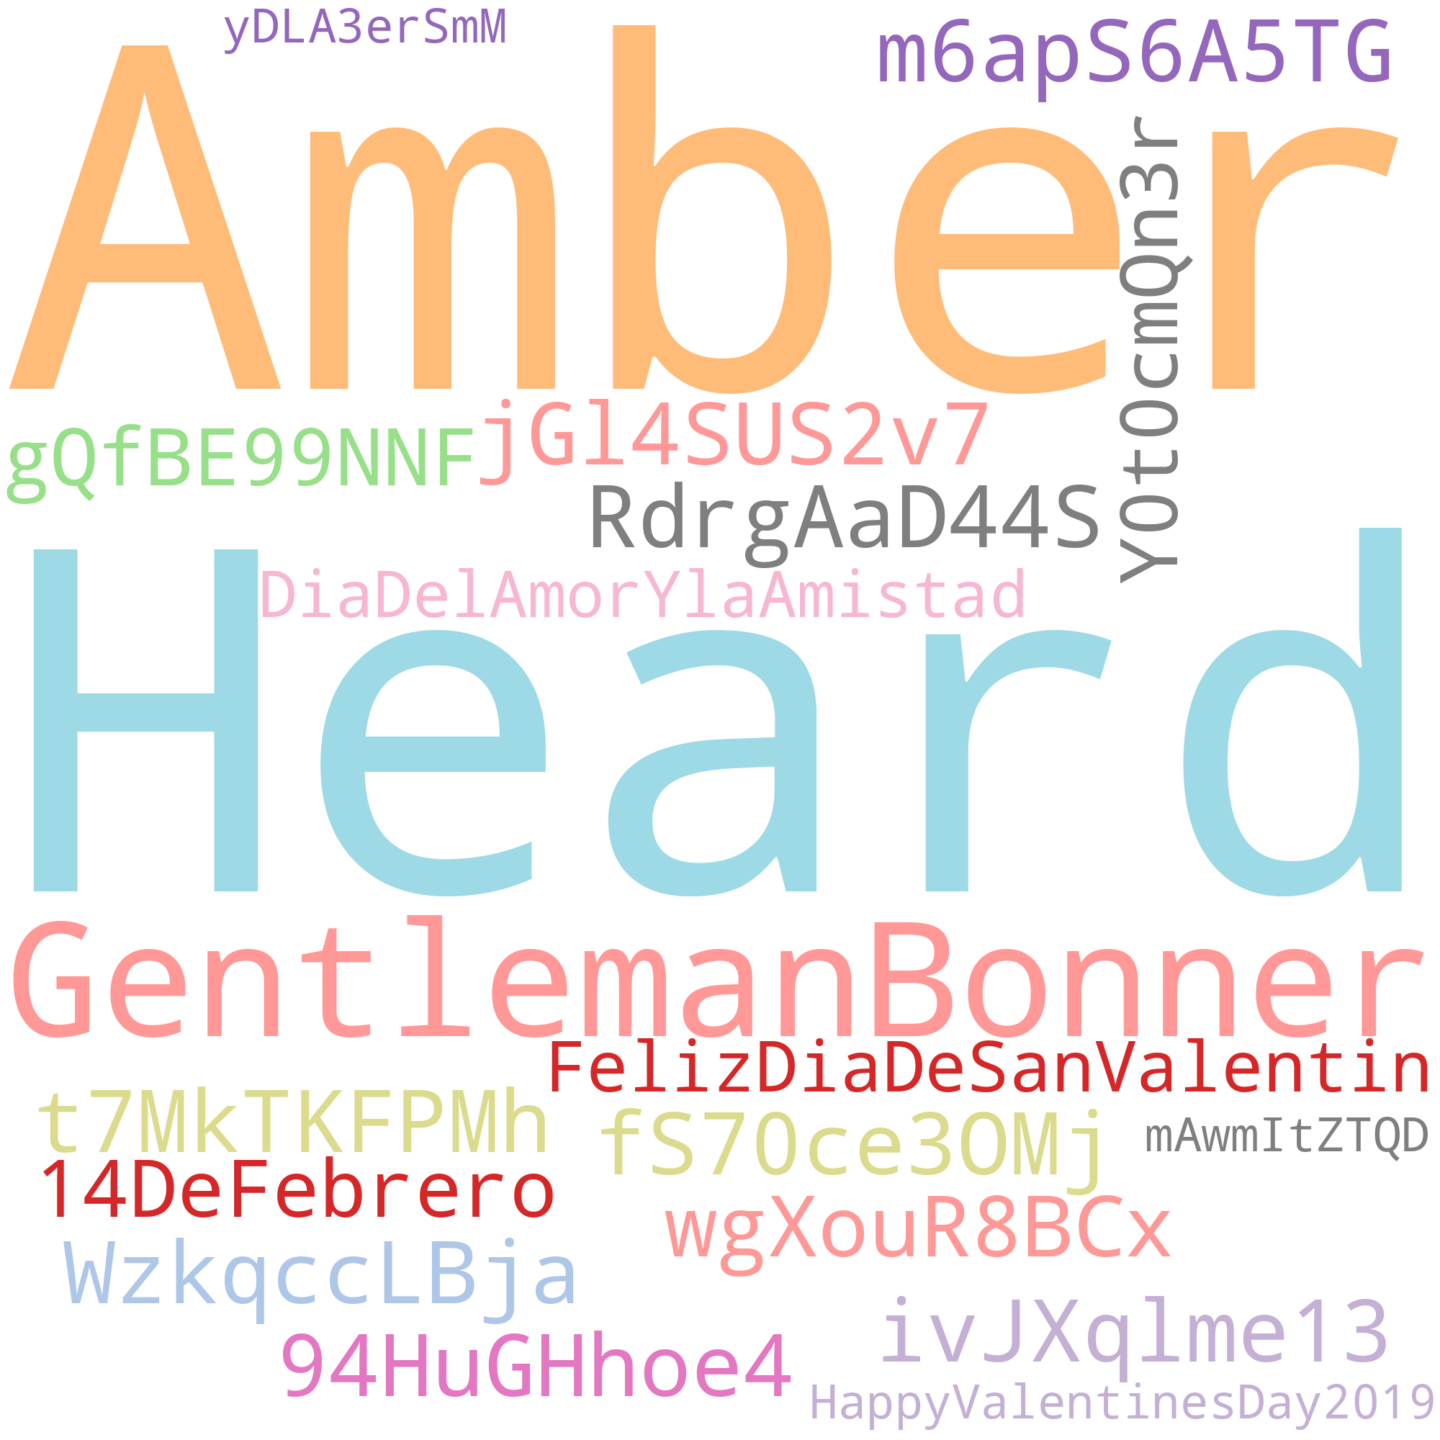 yDLA3erSmM
m6apS6A5TG
Amber
Y0t0cmQn3r
gQfBE99NNF
jGl4SUS2v7
RdrgAaD44S
DiaDelAmorYlaAmistad
Heard
GentlemanBonner
FelizDiaDeSanValentin
t7MkTKFPMh
fS70ce3OMj
mAwmItZTQD
14DeFebrero
wgXouR8BCx
WzkqccLBja
ivJXqlme13
94HuGHhoe4
HappyValentinesDay2019